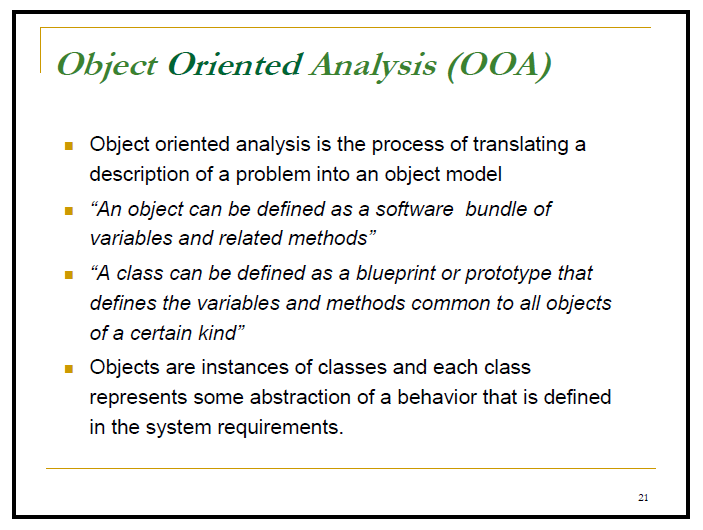 Object Oriented Analysis (OOA)
Object oriented analysis is the process of translating a
description of a problem into an object model
“An object can be defined as a software  bundle of
variables and related methods”
“A class can be defined as a blueprint or prototype that
defines the variables and methods common to all objects
of a certain kind”
Objects are instances of classes and each class
represents some abstraction of a behavior that is defined
in the system requirements.
21